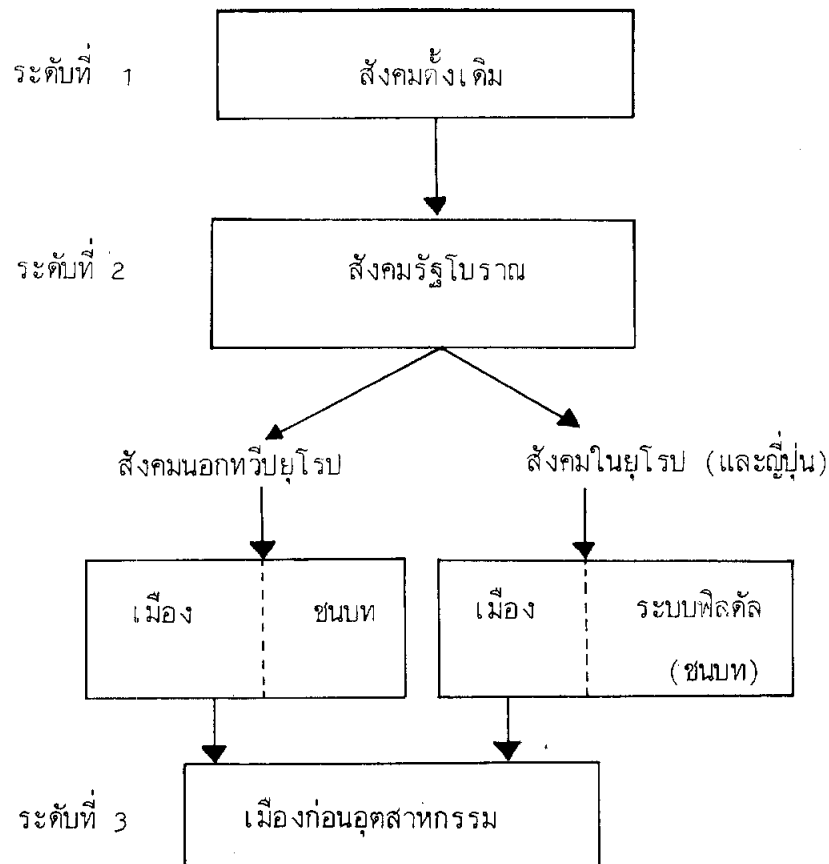 ระดับที่ 1 สังคมดั้งเดิม
ระดับที่ 2 สังคมรัฐโบราณ
สังคมนอกทวีปยุโรป สังคมในยุโรป (และญี่ปุ่น)
เมือง ชนบท เมือง ระบบฟิลดัล
(ชนบท)
ระดับที่ 3 เมืองก่อนอุตสาหกรรม